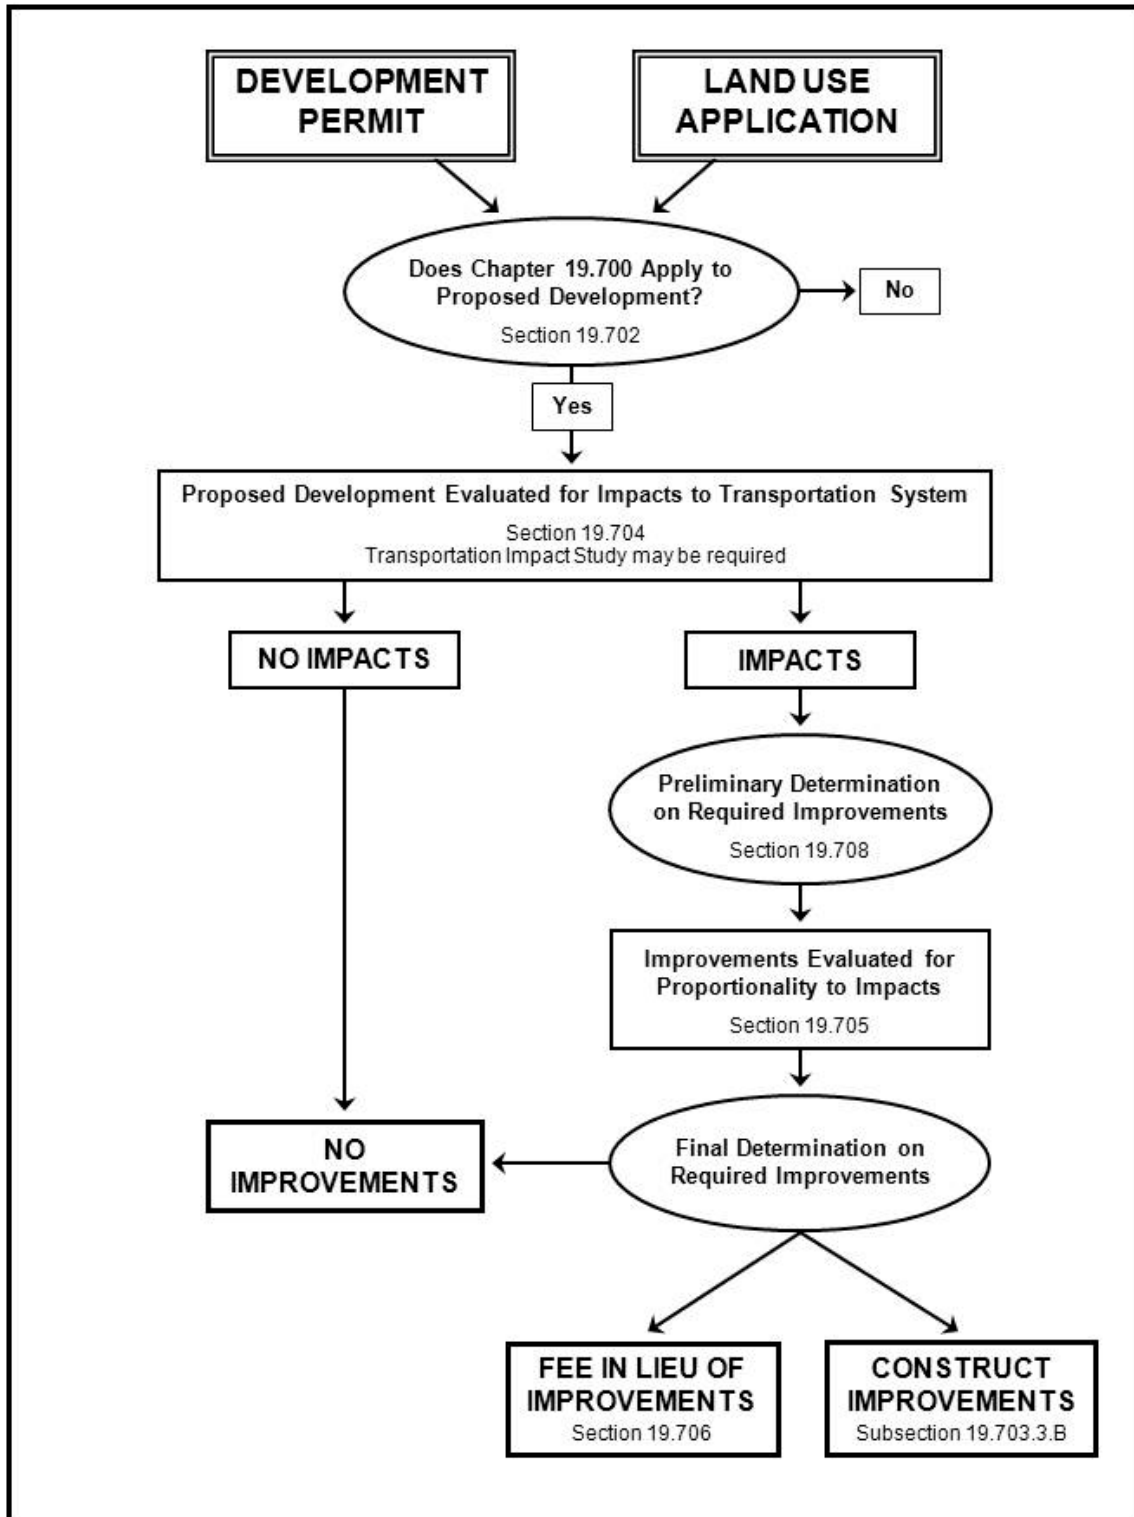 DEVELOPMENT
PERMIT
LAND USE
APPLICATION
Does Chapter 19.700 Apply to
Proposed Development?
Section 19.702
No
Yes
Proposed Development Evaluated for Impacts to Transportation System
Section 19.704
Transportation Impact Study may be required
NO IMPACTS
IMPACTS
Preliminary Determination
on Required Improvements
Section 19.708
Improvements Evaluated for
Proportionality to Impacts
Section 19.705
NO
IMPROVEMENTS
Final Determination on
Required Improvements
FEE IN LIEU OF
IMPROVEMENTS
Section 19.706
CONSTRUCT
IMPROVEMENTS
Subsection 19.703.3.B